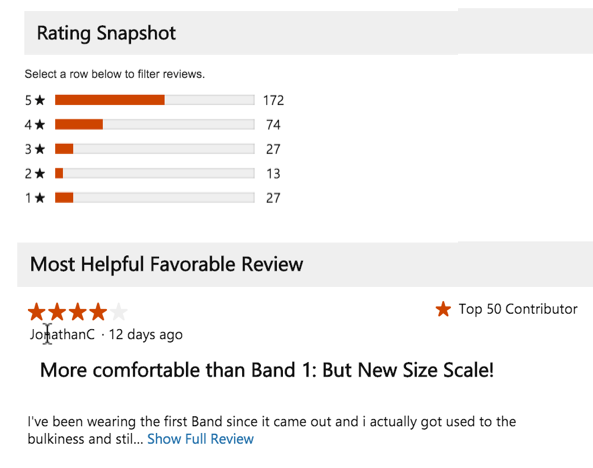 Rating Snapshot
Select a row below to filter reviews.
5★ 172
4★ 74
3★ 27
2★ 13
1★ 27
Most Helpful Favorable Review
Top 50 Contributor
JonathanC · 12 days ago
More comfortable than Band 1: But New Size Scale!
I've been wearing the first Band since it came out and i actually got used to the
bulkiness and stil... Show Full Review